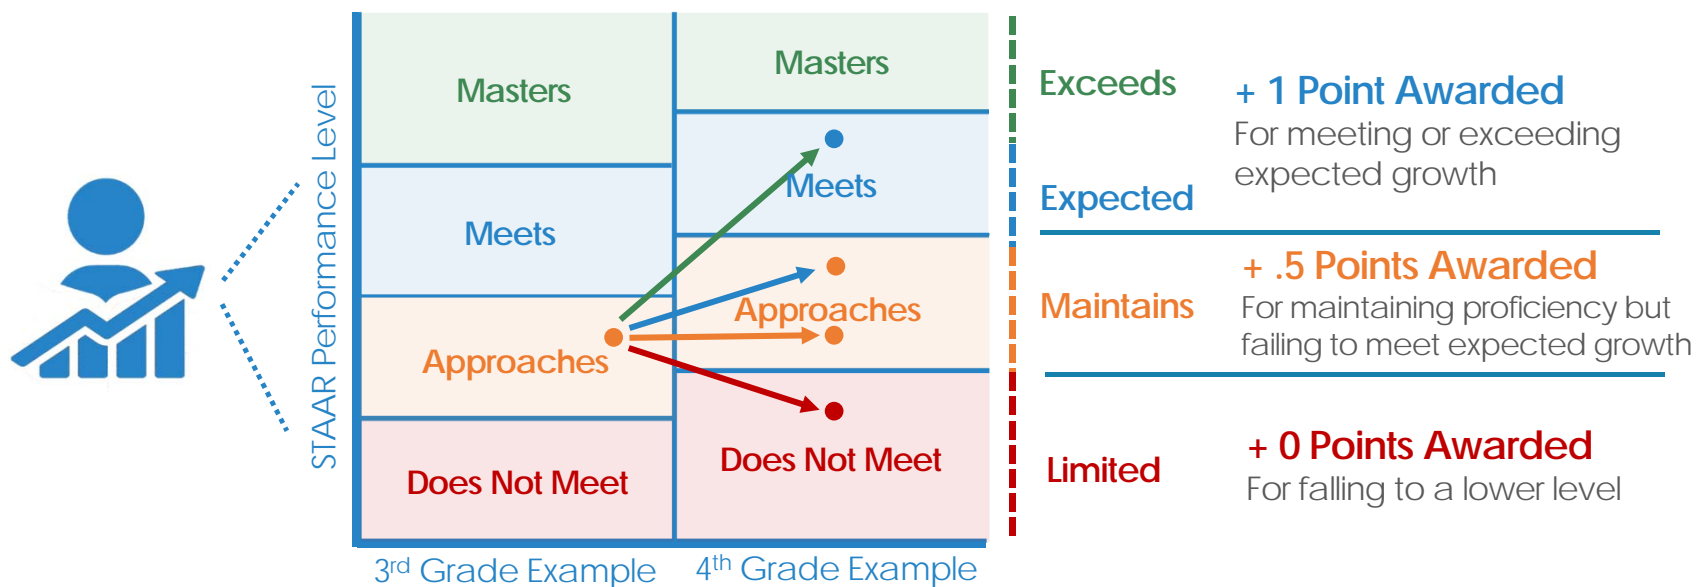 STAAR Performance Level
Masters
Meets
Approaches
Does Not Meet
3rd Grade Example
Masters
Meets
Approaches
Does Not Meet
4th Grade Example
Exceeds
Expected
+ 1 Point Awarded
For meeting or exceeding
expected growth
Maintains
+ .5 Points Awarded
For maintaining proficiency but
failing to meet expected growth
Limited
+ 0 Points Awarded
For falling to a lower level